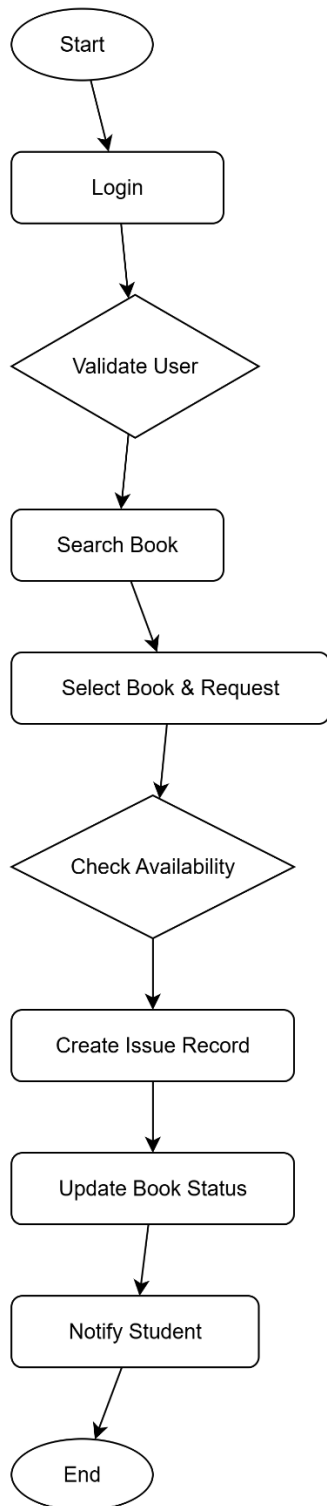 Start
Login
Validate User
Search Book
Select Book & Request
Check Availability
Create Issue Record
Update Book Status
Notify Student
End